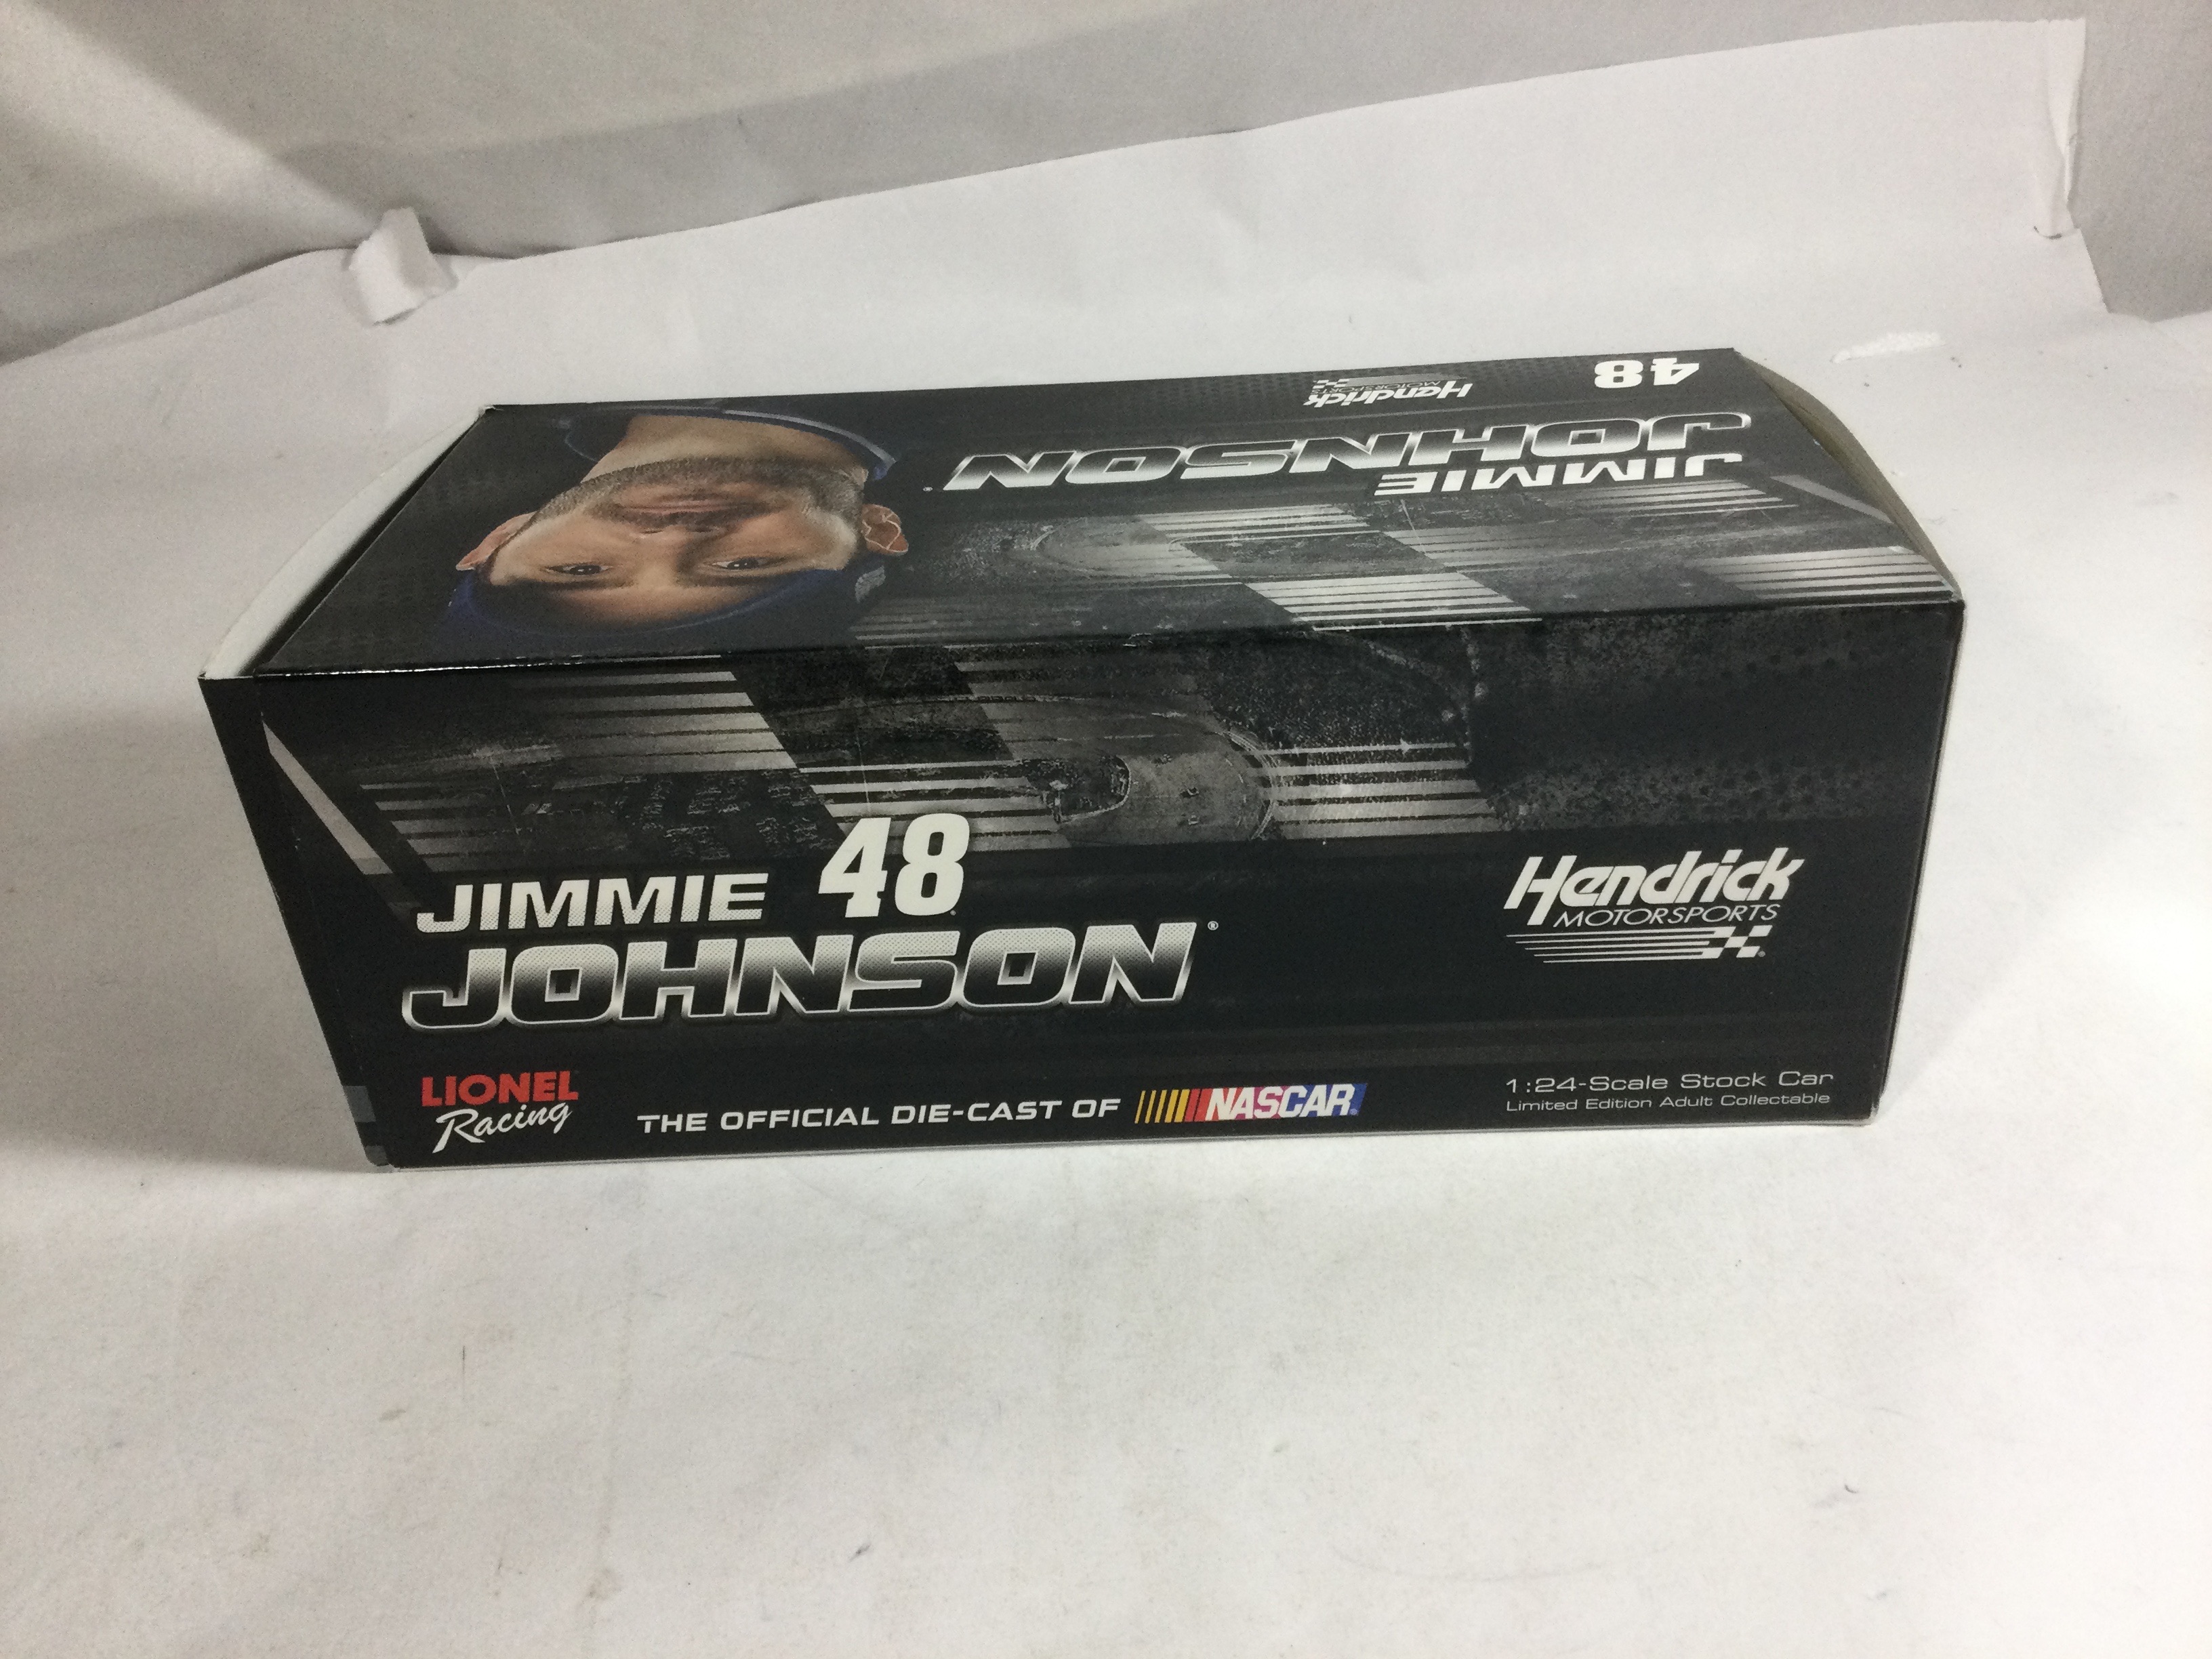 48
Hendrick
MOTORSPORTS
JIMMIE
JOHNSON
JIMMIE 48
JOHNSON®
Hendrick
MOTORSPORTS
LIONEL
Racing
THE OFFICIAL DIE-CAST OF NASCAR
1:24-Scale Stock Car
Limited Edition Adult Collectable